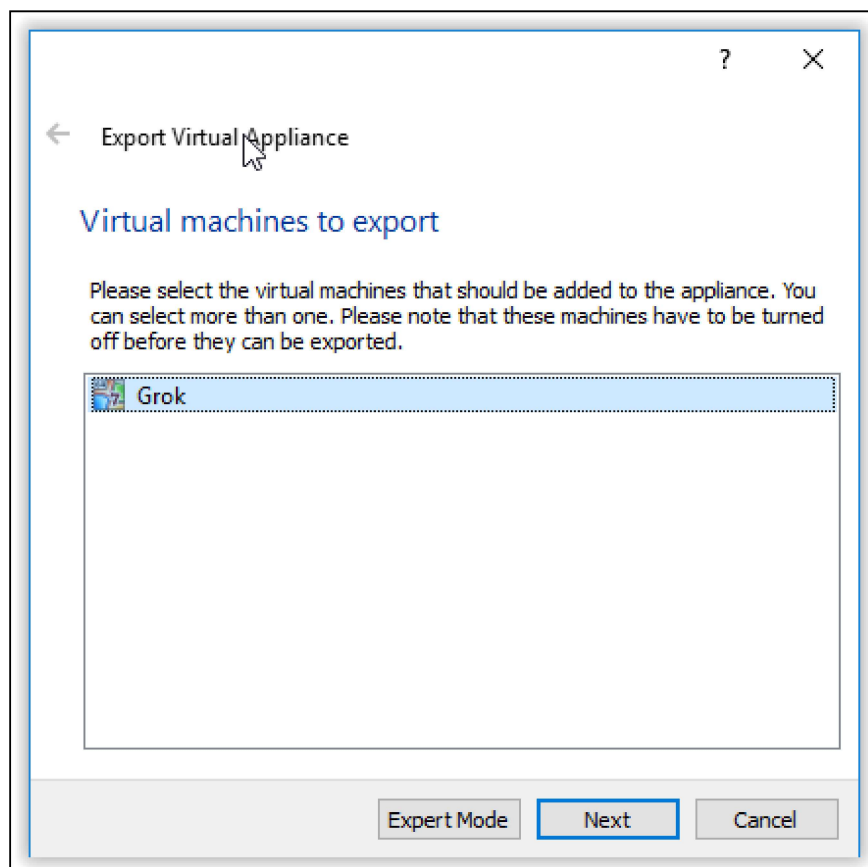 ?
Export Virtual Appliance
Virtual machines to export
Please select the virtual machines that should be added to the appliance. You
can select more than one. Please note that these machines have to be turned
off before they can be exported.
Grok
Expert Mode Next Cancel